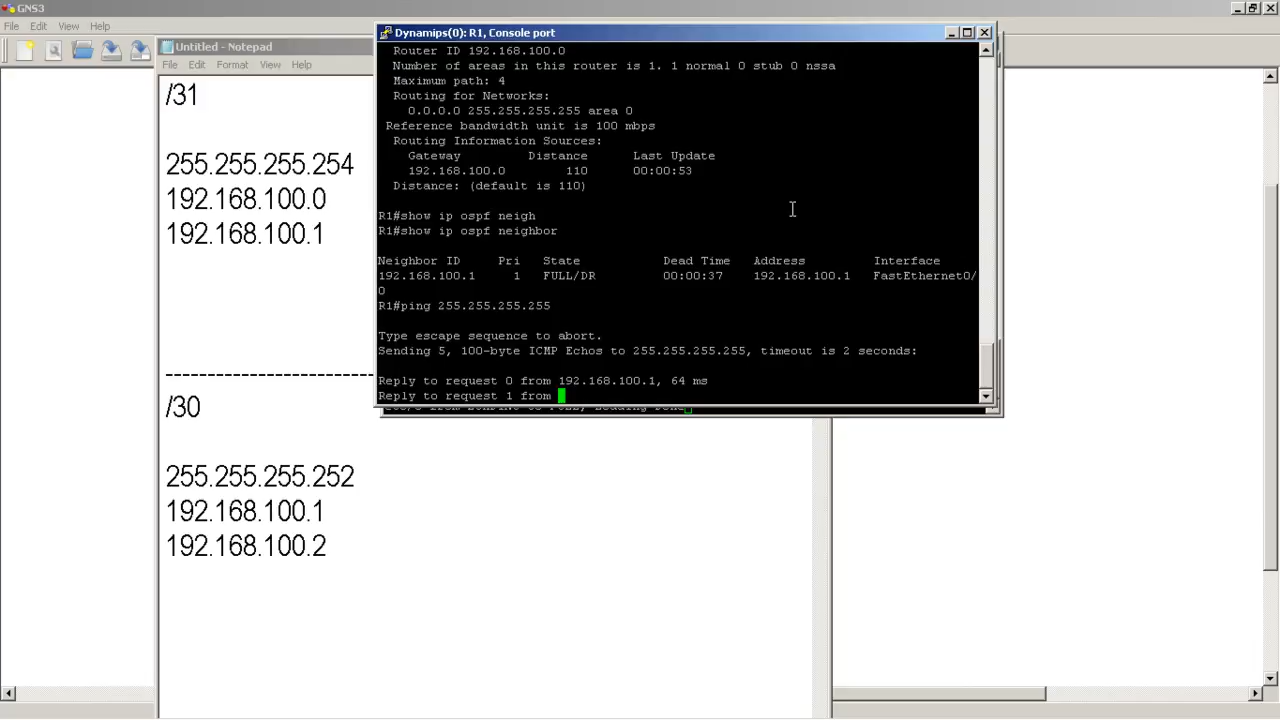 GNS3
File Edit View Help
Untitled - Notepad
File Edit Format View Help
/31
255.255.255.254
192.168.100.0
192.168.100.1
--------------------------
/30
255.255.255.252
192.168.100.1
192.168.100.2
Dynamips(0): R1, Console port
Router ID 192.168.100.0
Number of areas in this router is 1. 1 normal 0 stub 0 nssa
Maximum path: 4
Routing for Networks:
0.0.0.0 255.255.255.255 area 0
Reference bandwidth unit is 100 mbps
Routing Information Sources:
Gateway Distance Last Update
192.168.100.0 110 00:00:53
Distance: (default is 110)
R1#show ip ospf neigh
R1#show ip ospf neighbor
Neighbor ID Pri State Dead Time Address Interface
192.168.100.1 1 FULL/DR 00:00:37 192.168.100.1 FastEthernet0/
0
R1#ping 255.255.255.255
Type escape sequence to abort.
Sending 5, 100-byte ICMP Echos to 255.255.255.255, timeout is 2 seconds:
Reply to request 0 from 192.168.100.1, 64 ms
Reply to request 1 from